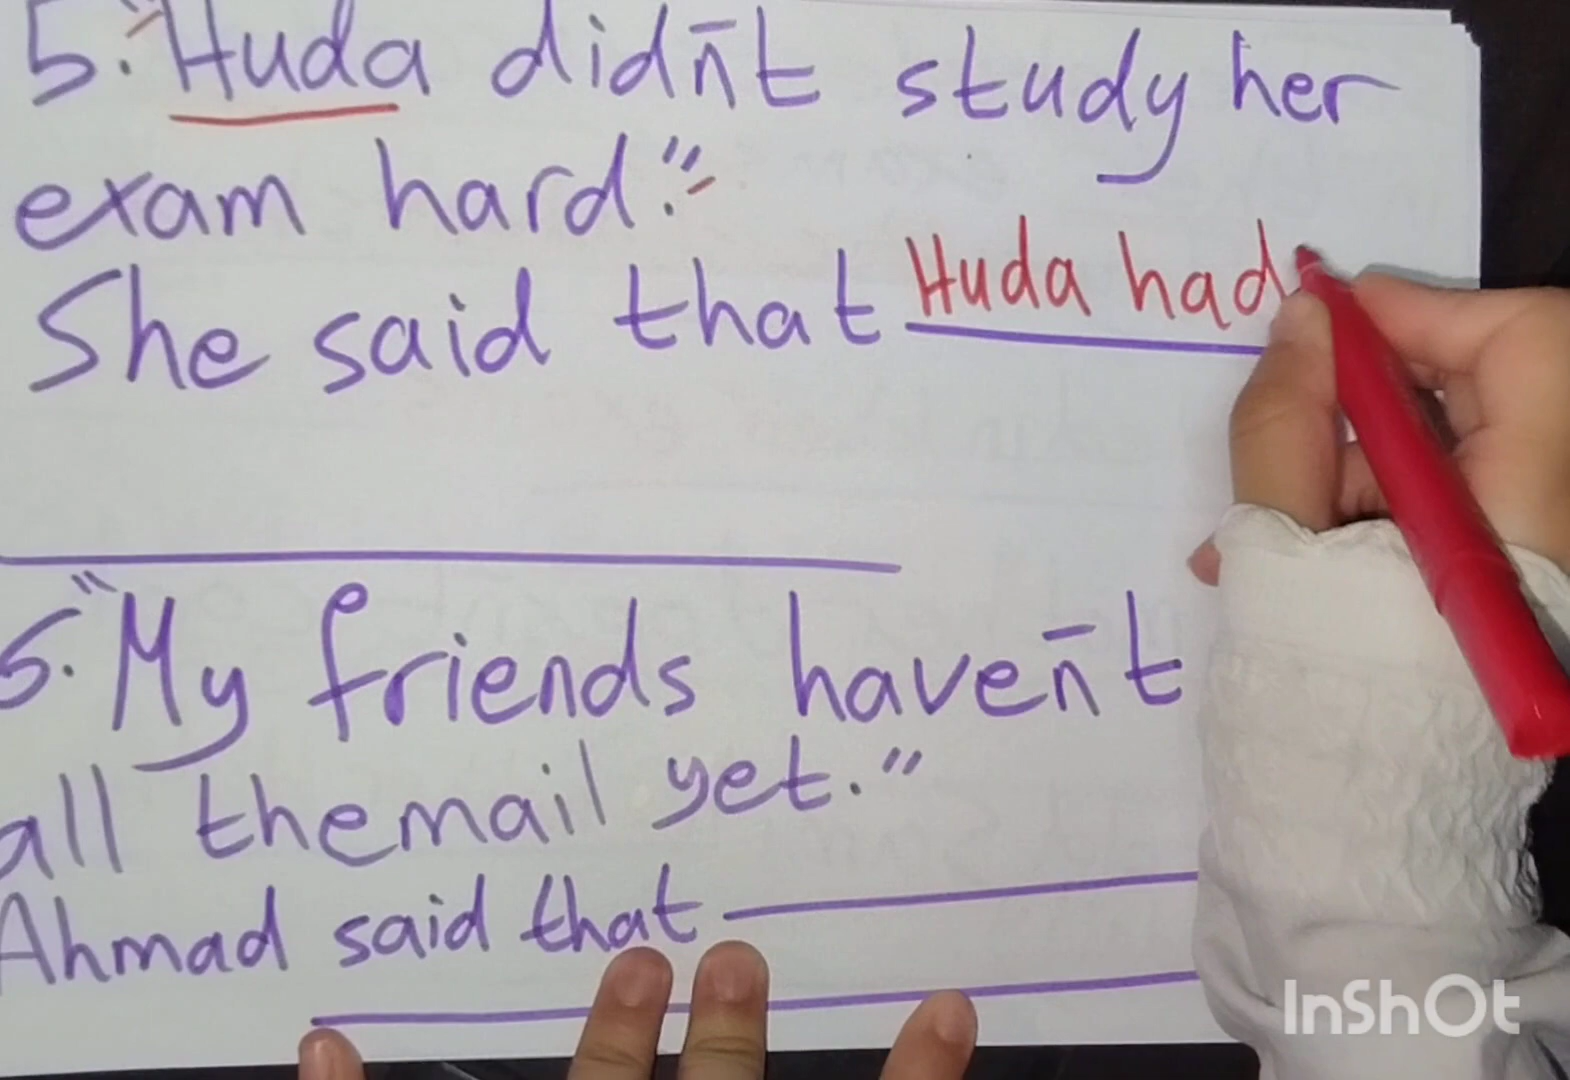 5. "Huda didn't study her
exam hard."
She said that Huda had
6. "My friends haven't
all the mail yet."
Ahmad said that
InShOt